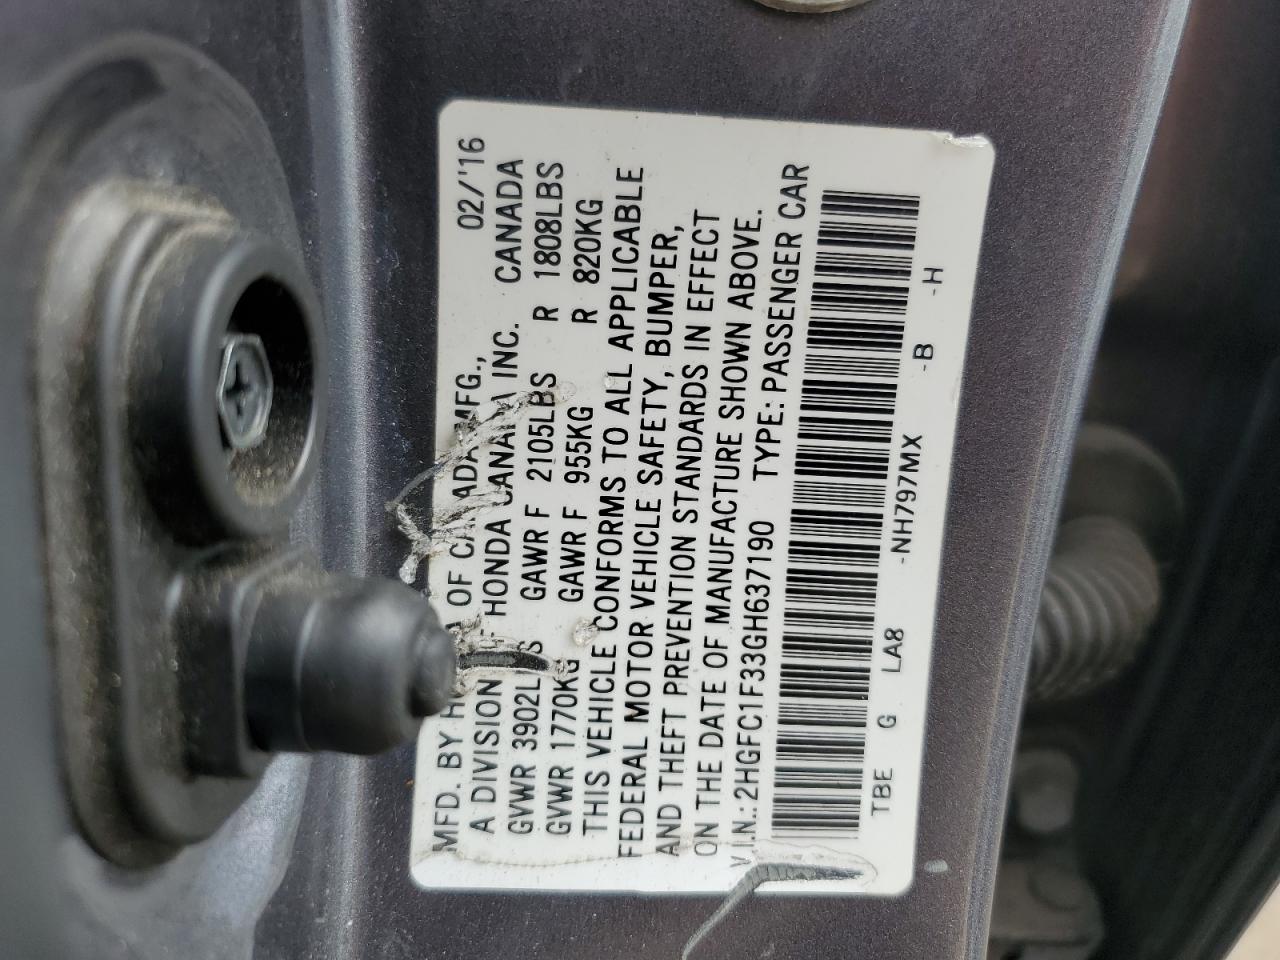 MFD. BY OF CANADA MFG., 02/'16
A DIVISION OF HONDA CANADA INC. CANADA
GVWR 3902LBS GAWR F 2105LBS R 1808LBS
GVWR 1770KG GAWR F 955KG R 820KG
THIS VEHICLE CONFORMS TO ALL APPLICABLE
FEDERAL MOTOR VEHICLE SAFETY, BUMPER,
AND THEFT PREVENTION STANDARDS IN EFFECT
ON THE DATE OF MANUFACTURE SHOWN ABOVE.
V.I.N.: 2HGFC1F33GH637190 TYPE: PASSENGER CAR
TBE G LA8 -NH797MX -B -H